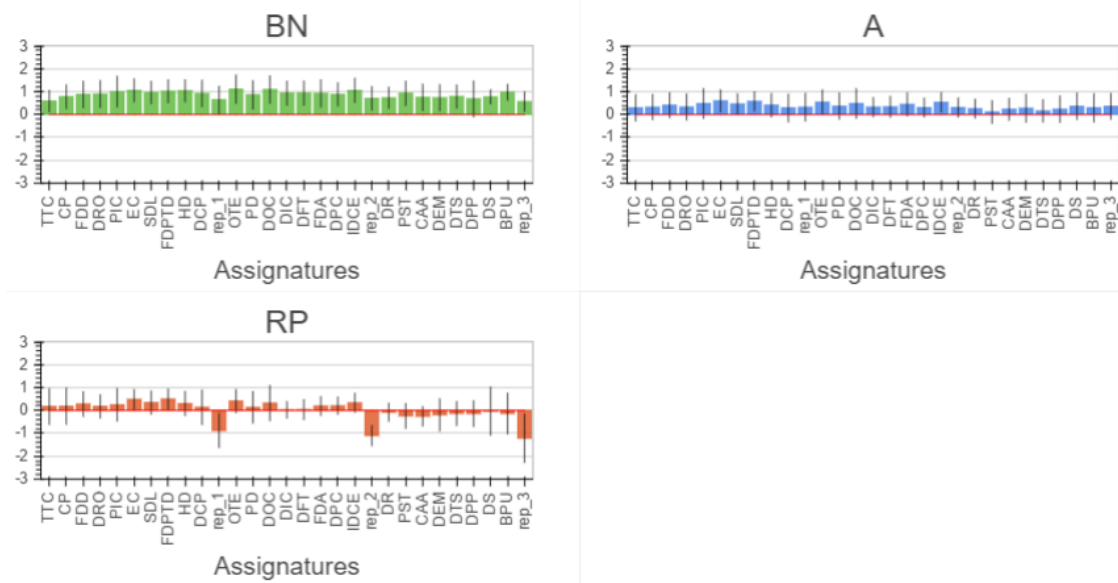 BN
3
2
1
0
-1
-2
-3
TTC CP FDD DRO PIC EC SDL FDPTD HD DCP rep_1 OTE PD DOC DIC DFT FDA DPC IDCE rep_2 DR PST CAA DEM DTS DPP DS BPU rep_3
Assignatures
A
3
2
1
0
-1
-2
-3
TTC CP FDD DRO PIC EC SDL FDPTD HD DCP rep_1 OTE PD DOC DIC DFT FDA DPC IDCE rep_2 DR PST CAA DEM DTS DPP DS BPU rep_3
Assignatures
RP
3
2
1
0
-1
-2
-3
TTC CP FDD DRO PIC EC SDL FDPTD HD DCP rep_1 OTE PD DOC DIC DFT FDA DPC IDCE rep_2 DR PST CAA DEM DTS DPP DS BPU rep_3
Assignatures